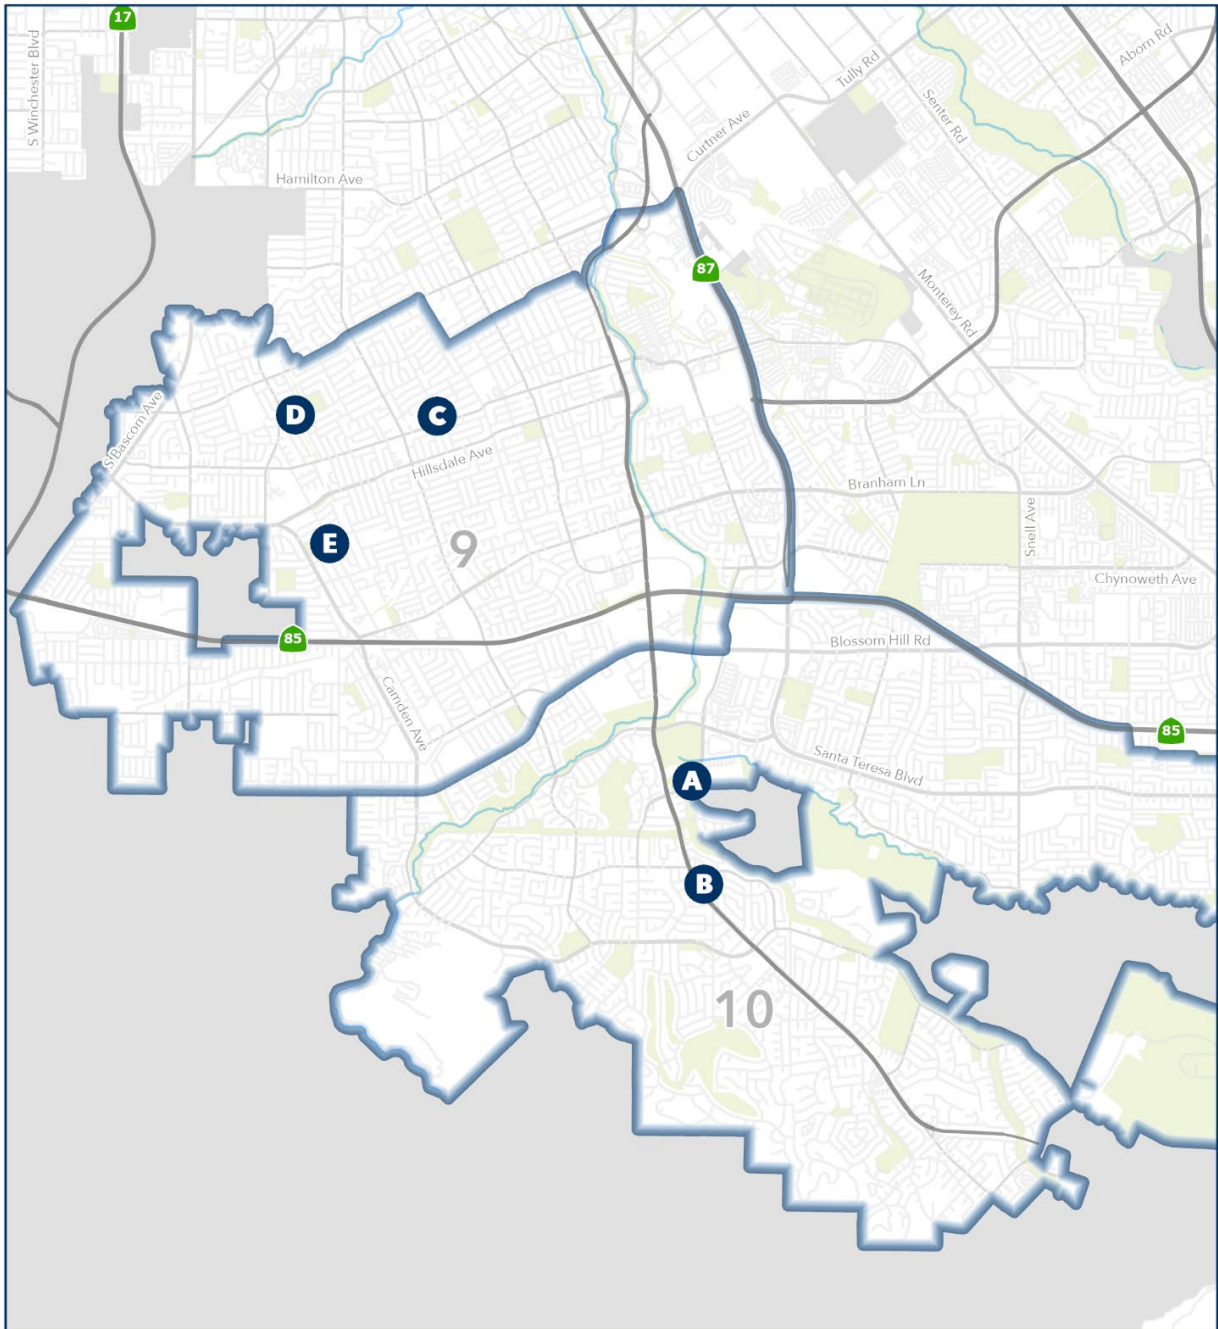 17
S Winchester Blvd
Aborn Rd
Tully Rd
Senter Rd
Curtner Ave
Hamilton Ave
87
Monterey Rd
S Bascom Ave
D
C
Hillsdale Ave
Branham Ln
Snell Ave
E
9
Chynoweth Ave
85
Blossom Hill Rd
Camden Ave
85
Santa Teresa Blvd
A
B
10